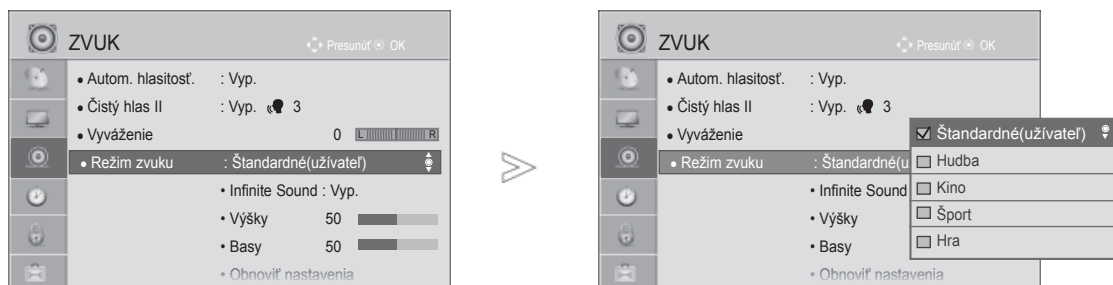 ZVUK
Presunúť OK
• Autom. hlasitosť. : Vyp.
• Čistý hlas II : Vyp. 3
• Vyváženie 0 L R
• Režim zvuku : Štandardné(užívateľ)
• Infinite Sound : Vyp.
• Výšky 50
• Basy 50
• Obnoviť nastavenia
ZVUK
Presunúť OK
• Autom. hlasitosť. : Vyp.
• Čistý hlas II : Vyp. 3
• Vyváženie
• Režim zvuku : Štandardné(u
• Infinite Sound
• Výšky
• Basy
• Obnoviť nastavenia
Štandardné(užívateľ)
Hudba
Kino
Šport
Hra